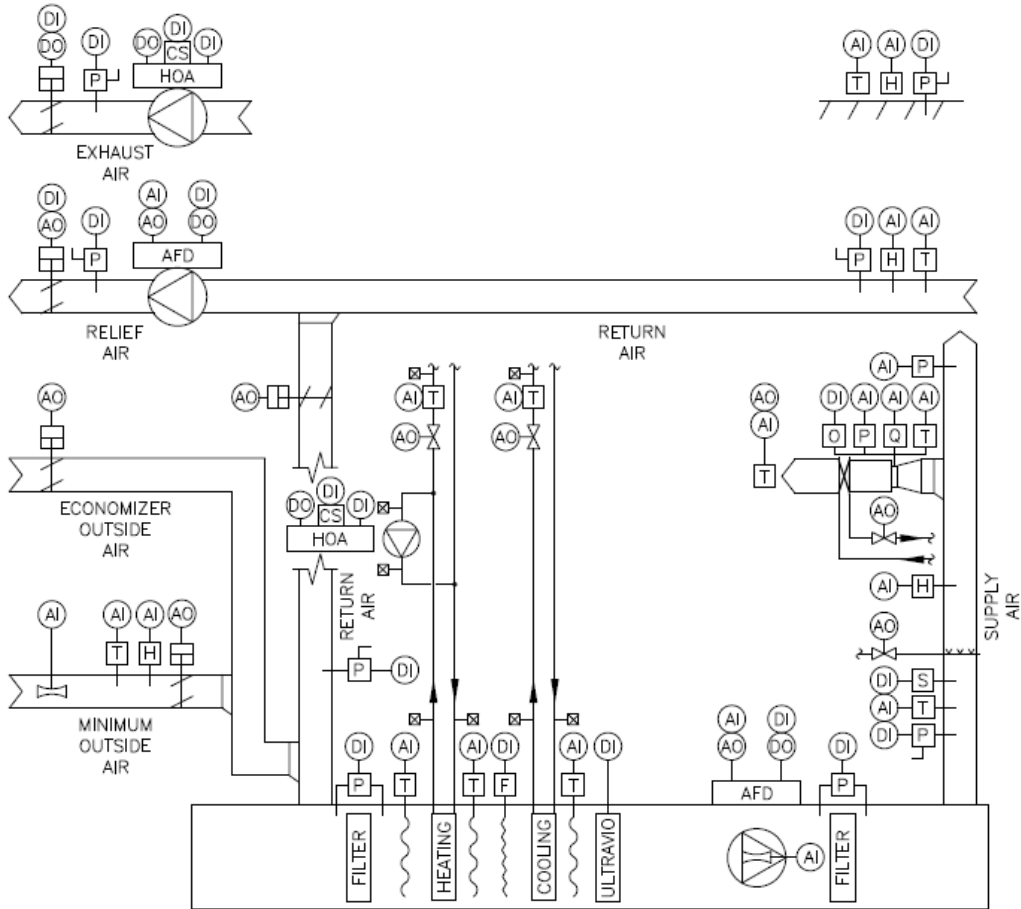 DI
DO
DI
DO
DI
CS
DI
HOA
P
EXHAUST
AIR
AI
AI
DI
T
H
P
DI
AO
DI
AI
AO
DI
DO
P
AFD
RELIEF
AIR
DI
AI
AI
P
H
T
RETURN
AIR
AO
AO
ECONOMIZER
OUTSIDE
AIR
AI
T
AO
AI
T
AO
AI
P
AO
AI
T
DI
AI
AI
AI
O
P
Q
T
AO
DO
DI
CS
DI
HOA
RETURN
AIR
P
DI
AI
H
AO
SUPPLY
AIR
DI
S
AI
T
DI
P
AI
AI
AI
AO
T
H
MINIMUM
OUTSIDE
AIR
DI
P
AI
T
AI
T
DI
F
AI
T
DI
AI
AO
DI
DO
AFD
DI
P
FILTER
HEATING
COOLING
ULTRAVIO
AI
FILTER